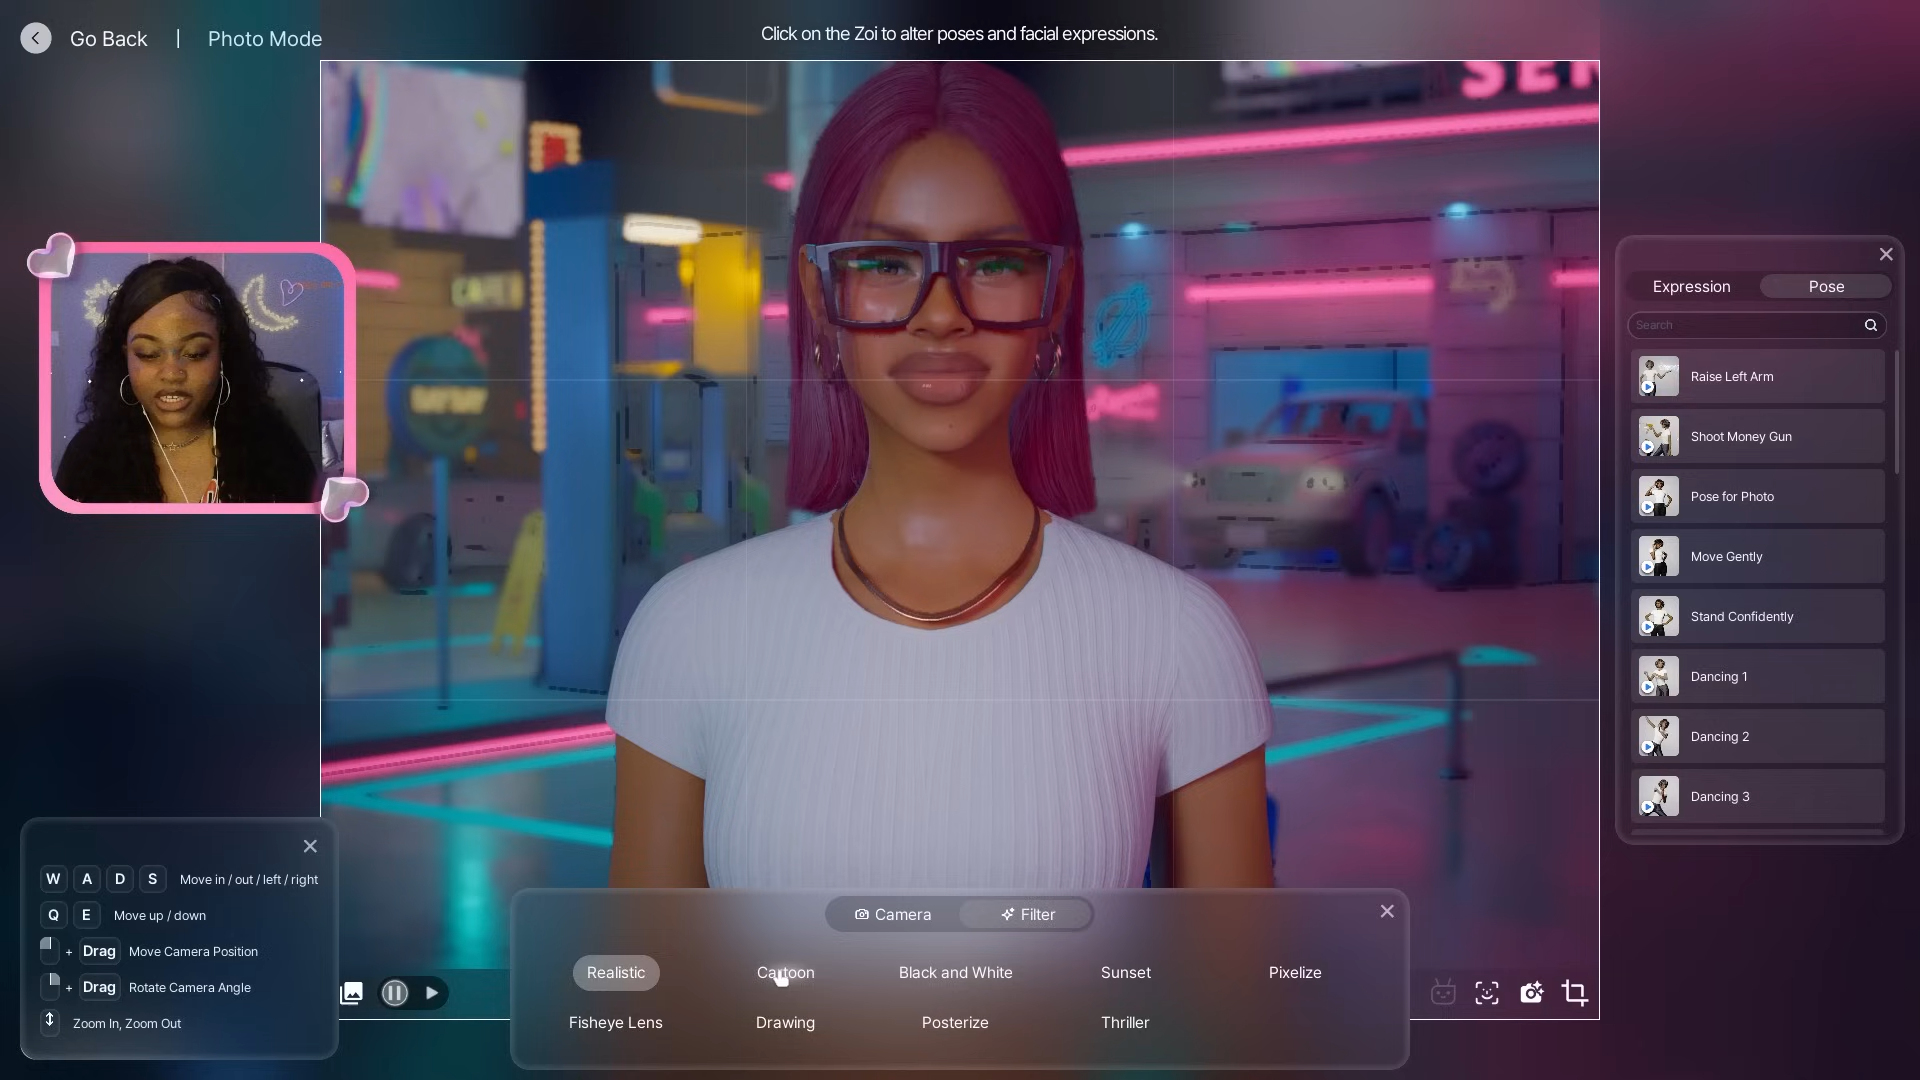 Go Back | Photo Mode
Click on the Zoi to alter poses and facial expressions.
SEN
CAFE
Expression
Pose
Search
Raise Left Arm
Shoot Money Gun
Pose for Photo
Move Gently
Stand Confidently
Dancing 1
Dancing 2
Dancing 3
W A D S Move in / out / left / right
Q E Move up / down
+ Drag Move Camera Position
+ Drag Rotate Camera Angle
Zoom In, Zoom Out
Camera
Filter
Realistic
Cartoon
Black and White
Sunset
Pixelize
Fisheye Lens
Drawing
Posterize
Thriller